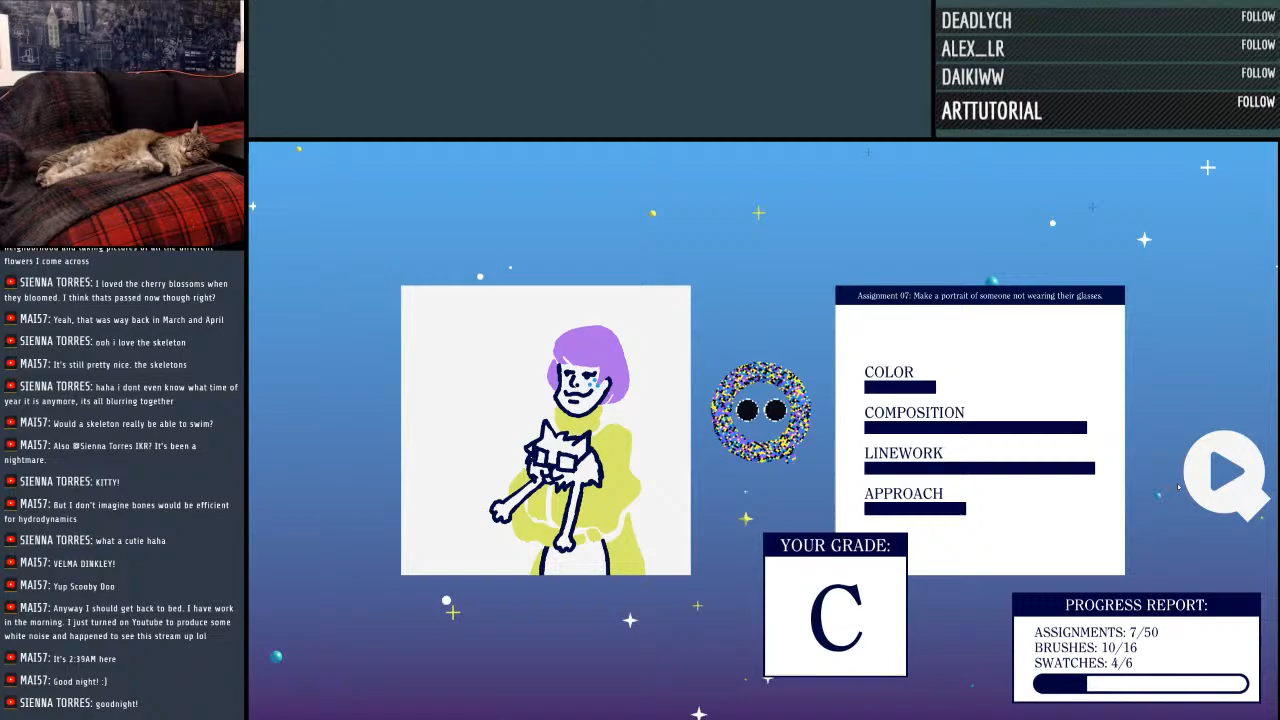 DEADLYCH FOLLOW
ALEX_LR FOLLOW
DAIKIWW FOLLOW
ARTTUTORIAL FOLLOW
neighborhood and taking pictures of all the different
flowers I come across
SIENNA TORRES: I loved the cherry blossoms when
they bloomed. I think thats passed now though right?
MAI57: Yeah, that was way back in March and April
SIENNA TORRES: ooh i love the skeleton
MAI57: It's still pretty nice. the skeletons
SIENNA TORRES: haha i dont even know what time of
year it is anymore, its all blurring together
MAI57: Would a skeleton really be able to swim?
MAI57: Also @Sienna Torres IKR? It's been a
nightmare.
SIENNA TORRES: KITTY!
MAI57: But I don't imagine bones would be efficient
for hydrodynamics
SIENNA TORRES: what a cutie haha
MAI57: VELMA DINKLEY!
MAI57: Yup Scooby Doo
MAI57: Anyway I should get back to bed. I have work
in the morning. I just turned on Youtube to produce some
white noise and happened to see this stream up lol
MAI57: It's 2:39AM here
MAI57: Good night! :)
SIENNA TORRES: goodnight!
Assignment 07: Make a portrait of someone not wearing their glasses.
COLOR
COMPOSITION
LINEWORK
APPROACH
YOUR GRADE:
C
PROGRESS REPORT:
ASSIGNMENTS: 7/50
BRUSHES: 10/16
SWATCHES: 4/6